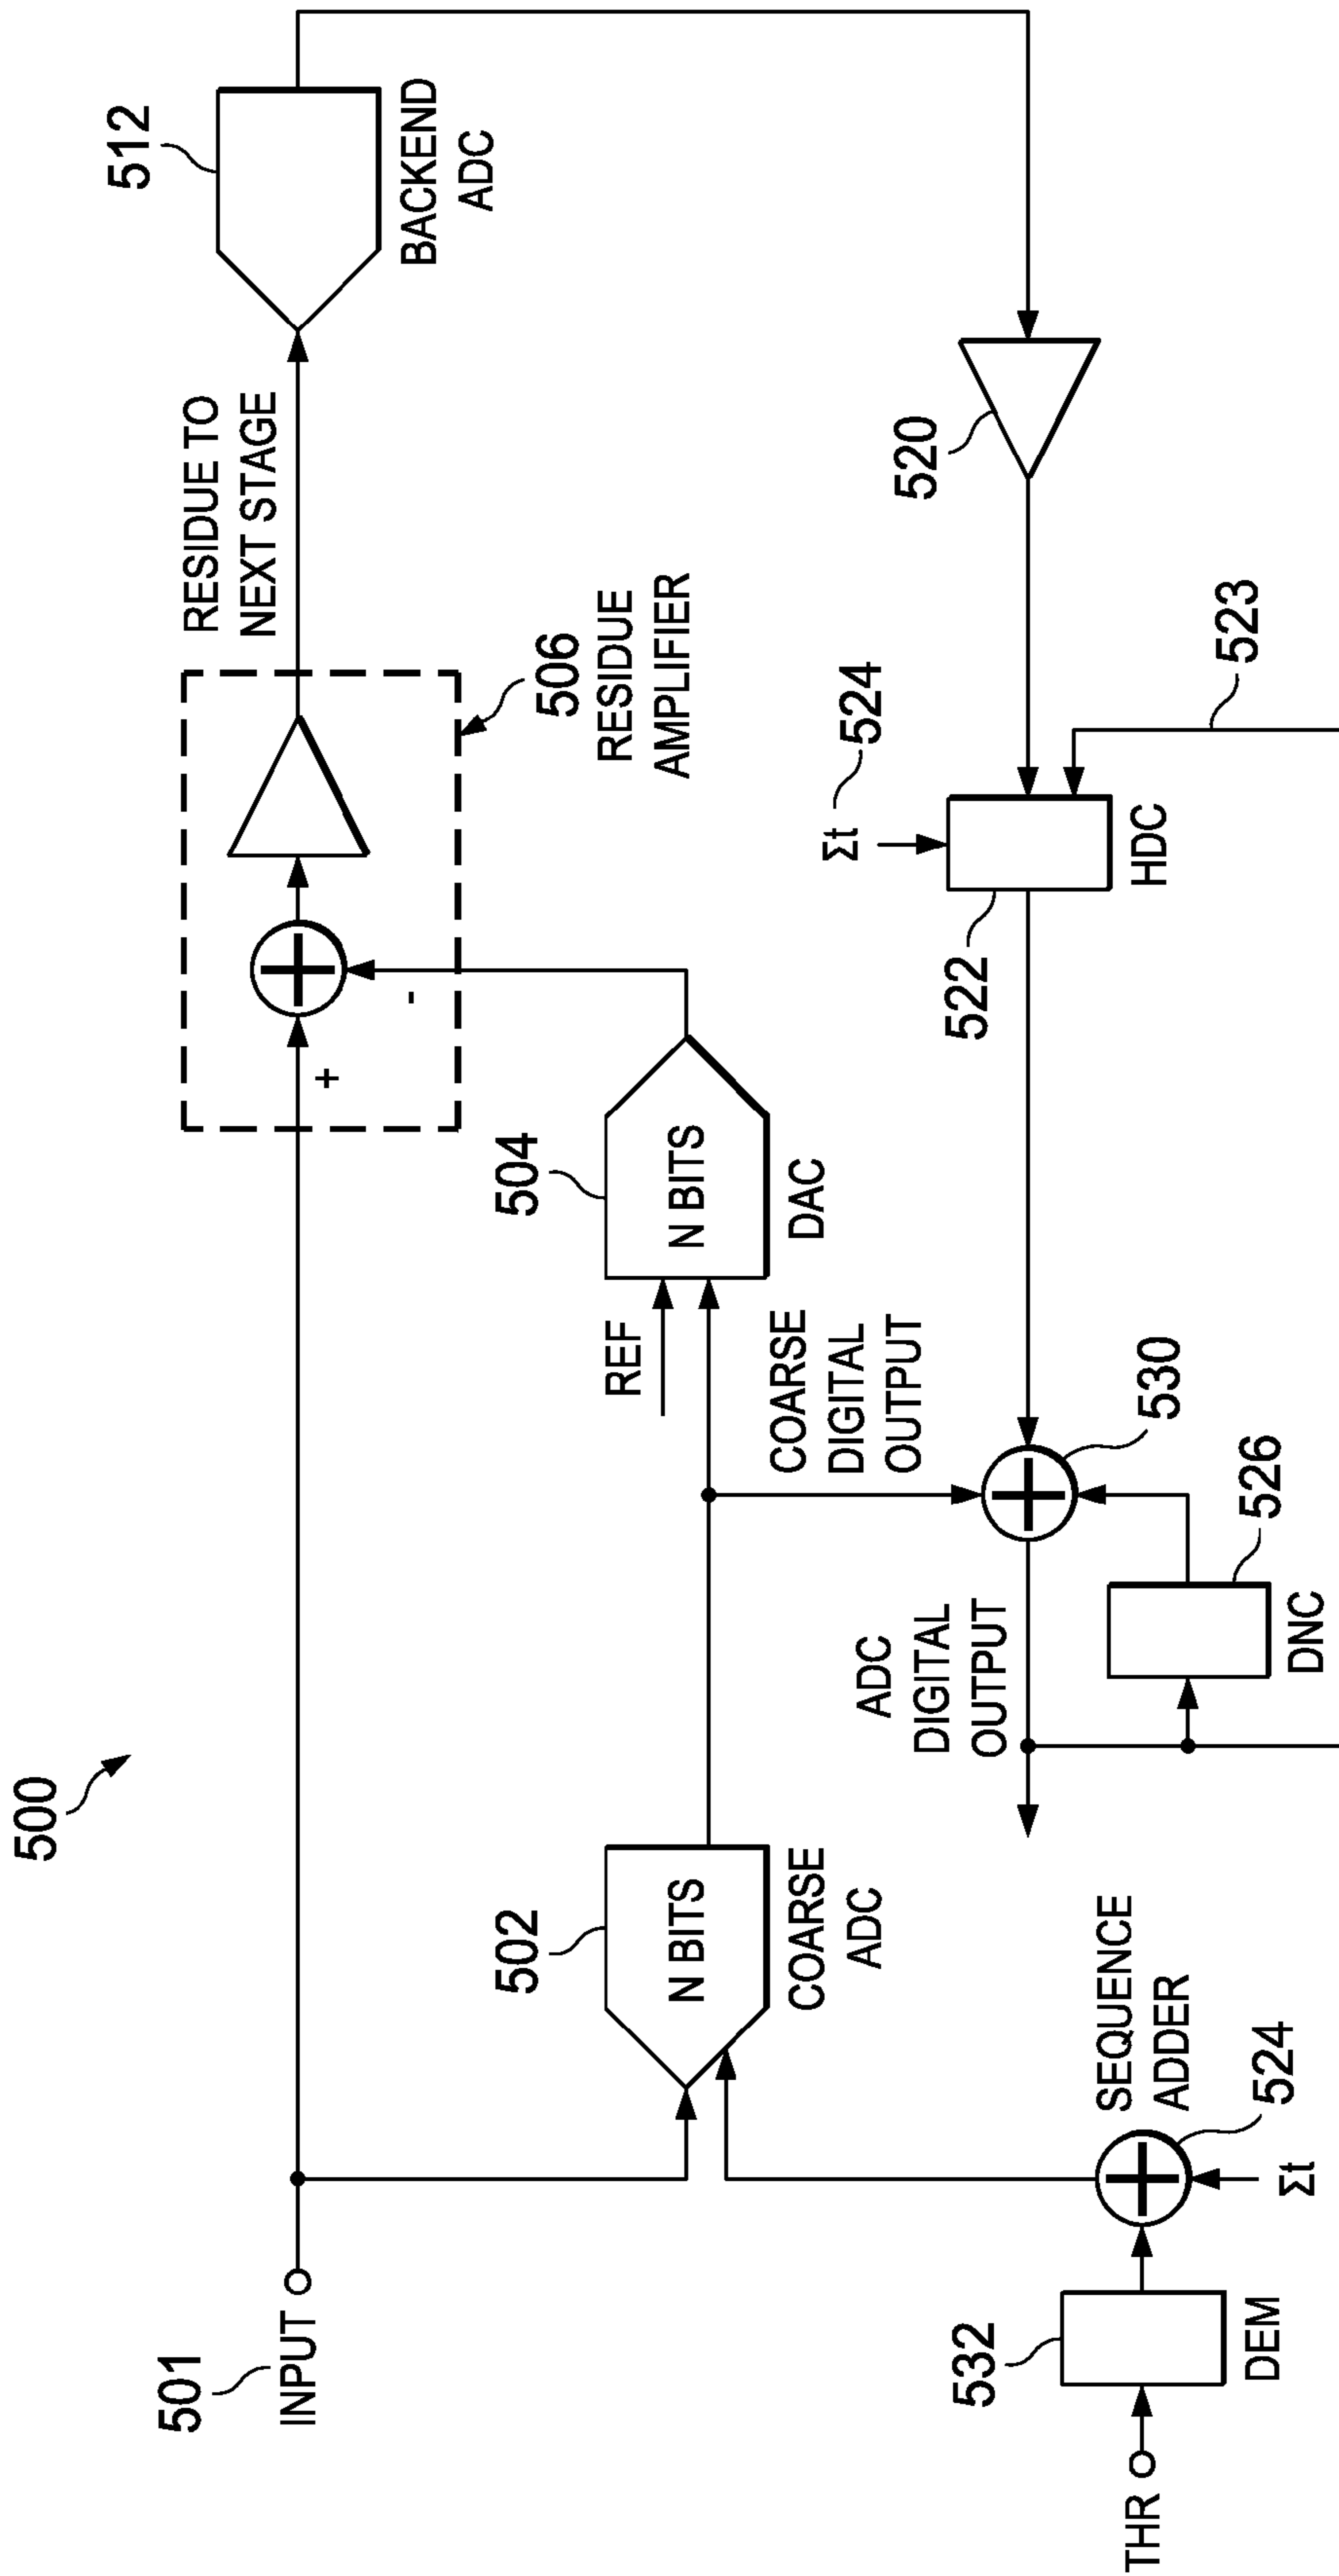 500
501
INPUT
502
N BITS
COARSE
ADC
504
N BITS
DAC
REF
+
-
506
RESIDUE
AMPLIFIER
RESIDUE TO
NEXT STAGE
512
BACKEND
ADC
COARSE
DIGITAL
OUTPUT
THR
532
DEM
SEQUENCE
ADDER
524
Σt
ADC
DIGITAL
OUTPUT
530
526
DNC
522
HDC
Σt
524
523
520